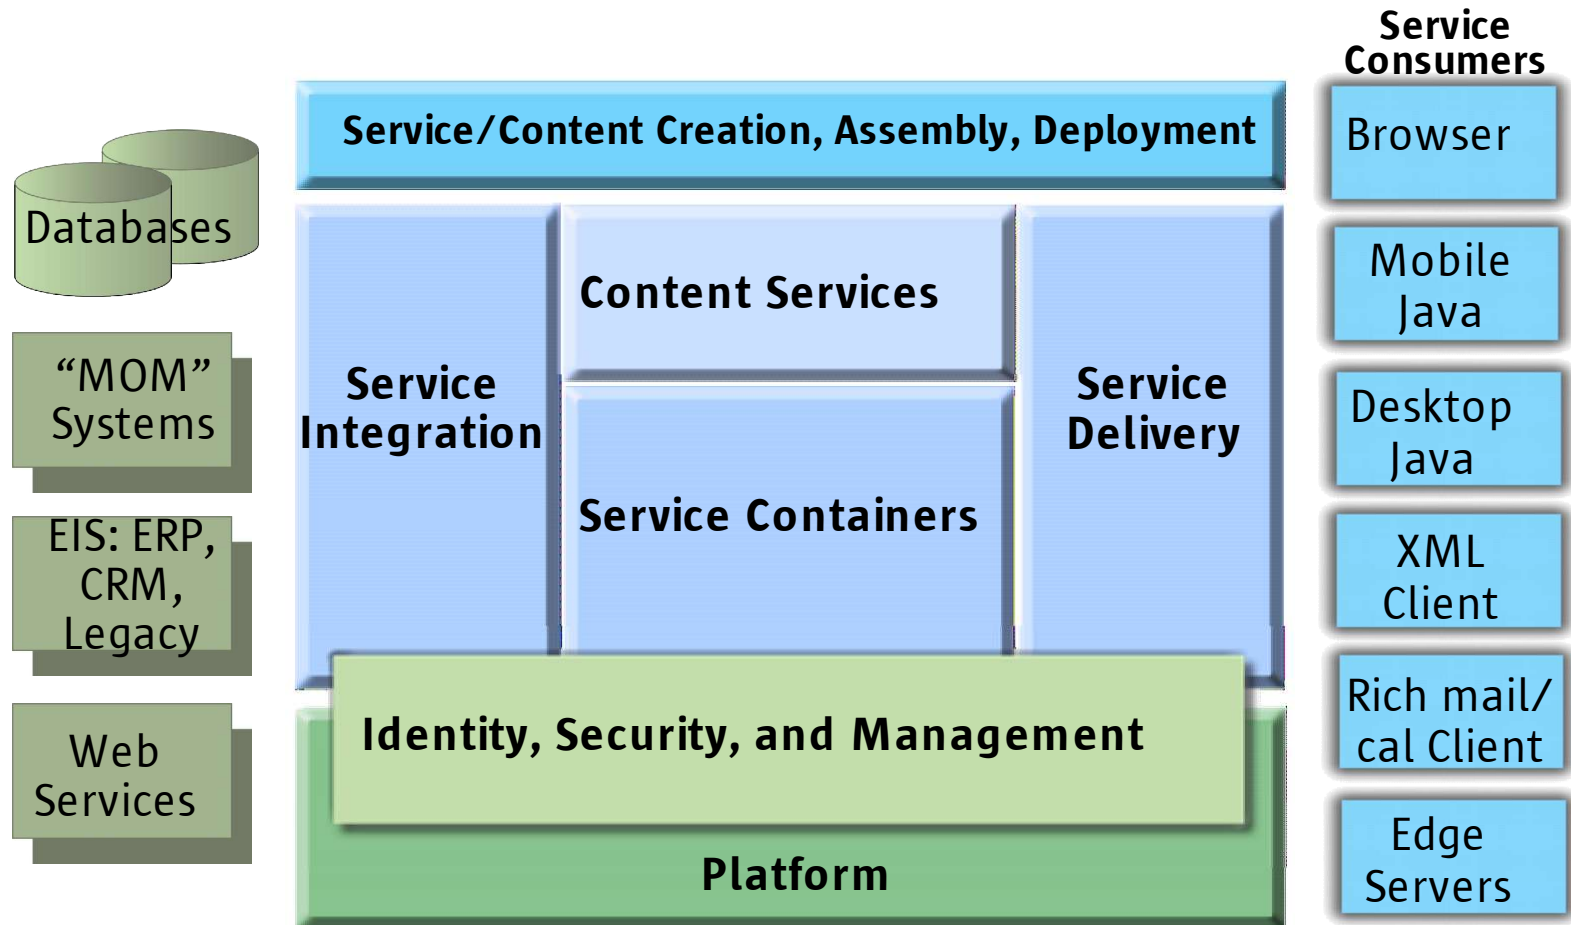 Service
Consumers
Service/Content Creation, Assembly, Deployment
Databases
“MOM”
Systems
EIS: ERP,
CRM,
Legacy
Web
Services
Service
Integration
Content Services
Service Containers
Service
Delivery
Identity, Security, and Management
Platform
Browser
Mobile
Java
Desktop
Java
XML
Client
Rich mail/
cal Client
Edge
Servers